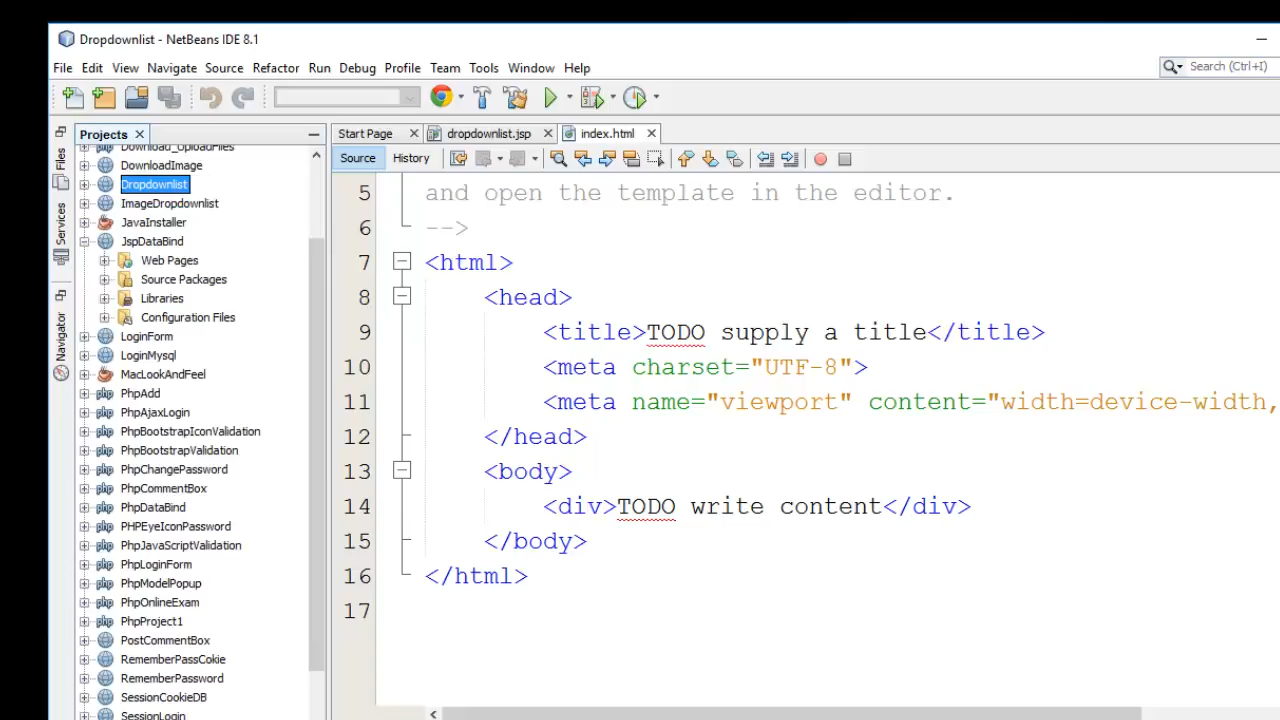 Dropdownlist - NetBeans IDE 8.1
File Edit View Navigate Source Refactor Run Debug Profile Team Tools Window Help
Search (Ctrl+I)
Files
Services
Navigator
Projects
Download_UploadFiles
DownloadImage
Dropdownlist
ImageDropdownlist
JavaInstaller
JspDataBind
Web Pages
Source Packages
Libraries
Configuration Files
LoginForm
LoginMysql
MacLookAndFeel
PhpAdd
PhpAjaxLogin
PhpBootstrapIconValidation
PhpBootstrapValidation
PhpChangePassword
PhpCommentBox
PhpDataBind
PHPEyeIconPassword
PhpJavaScriptValidation
PhpLoginForm
PhpModelPopup
PhpOnlineExam
PhpProject1
PostCommentBox
RememberPassCokie
RememberPassword
SessionCookieDB
SessionLogin
Start Page dropdownlist.jsp index.html
Source History
5 and open the template in the editor.
6 -->
7 <html>
8 <head>
9 <title>TODO supply a title</title>
10 <meta charset="UTF-8">
11 <meta name="viewport" content="width=device-width,
12 </head>
13 <body>
14 <div>TODO write content</div>
15 </body>
16 </html>
17